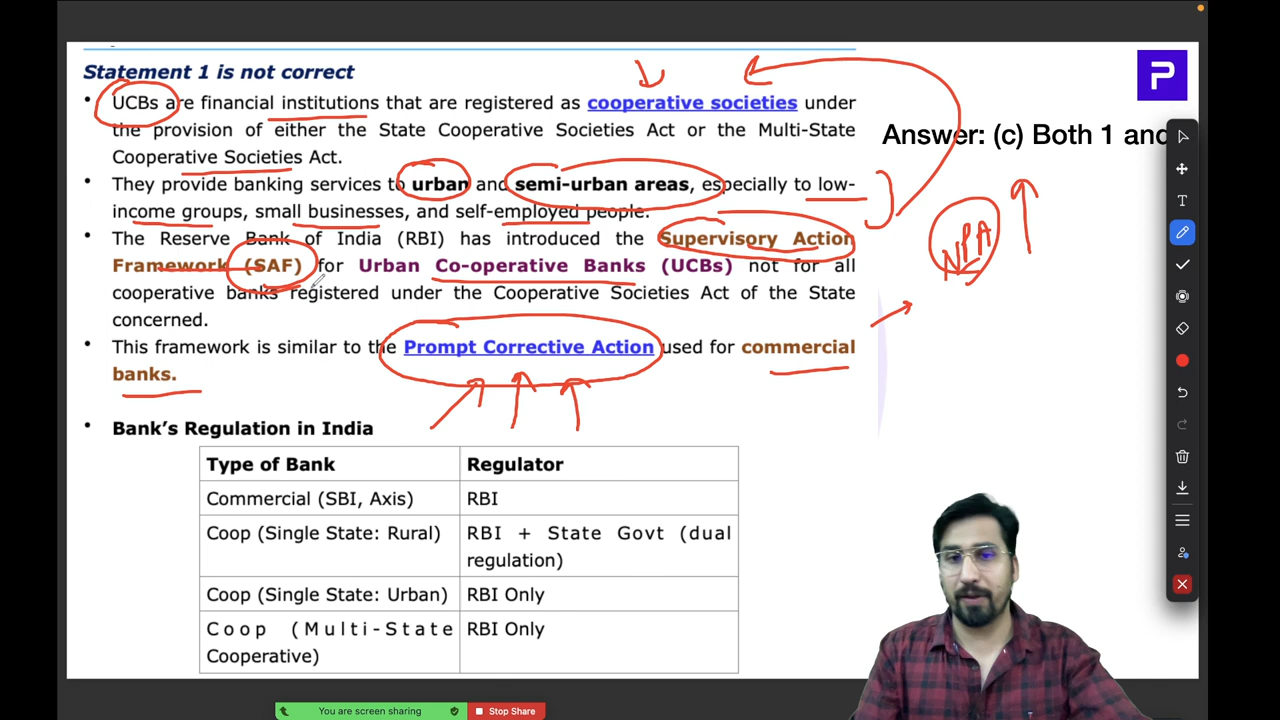 Statement 1 is not correct
• UCBs are financial institutions that are registered as cooperative societies under
the provision of either the State Cooperative Societies Act or the Multi-State
Cooperative Societies Act.
• They provide banking services to urban and semi-urban areas, especially to low-
income groups, small businesses, and self-employed people.
• The Reserve Bank of India (RBI) has introduced the Supervisory Action
Framework (SAF) for Urban Co-operative Banks (UCBs) not for all
cooperative banks registered under the Cooperative Societies Act of the State
concerned.
• This framework is similar to the Prompt Corrective Action used for commercial
banks.
• Bank's Regulation in India
Type of Bank Regulator
Commercial (SBI, Axis) RBI
Coop (Single State: Rural) RBI + State Govt (dual
regulation)
Coop (Single State: Urban) RBI Only
Coop (Multi-State RBI Only
Cooperative)
P
Answer: (c) Both 1 and
NPA
T
You are screen sharing
Stop Share